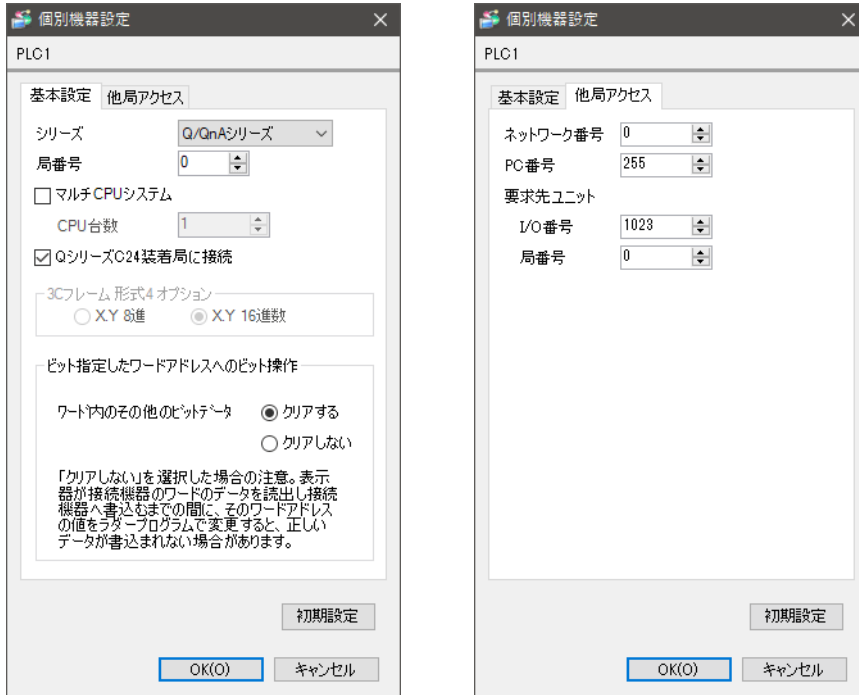 個別機器設定
PLC1
基本設定 他局アクセス
シリーズ Q/QnAシリーズ
局番号 0
マルチCPUシステム
CPU台数 1
QシリーズC24装着局に接続
3Cフレーム 形式4 オプション
X.Y 8進 X.Y 16進数
ビット指定したワードアドレスへのビット操作
ワード内のその他のビットデータ クリアする
クリアしない
「クリアしない」を選択した場合の注意。表示
器が接続機器のワードのデータを読出し接続
機器へ書込むまでの間に、そのワードアドレス
の値をラダープログラムで変更すると、正しい
データが書込まれない場合があります。
初期設定
OK(O) キャンセル
個別機器設定
PLC1
基本設定 他局アクセス
ネットワーク番号 0
PC番号 255
要求先ユニット
I/O番号 1023
局番号 0
初期設定
OK(O) キャンセル